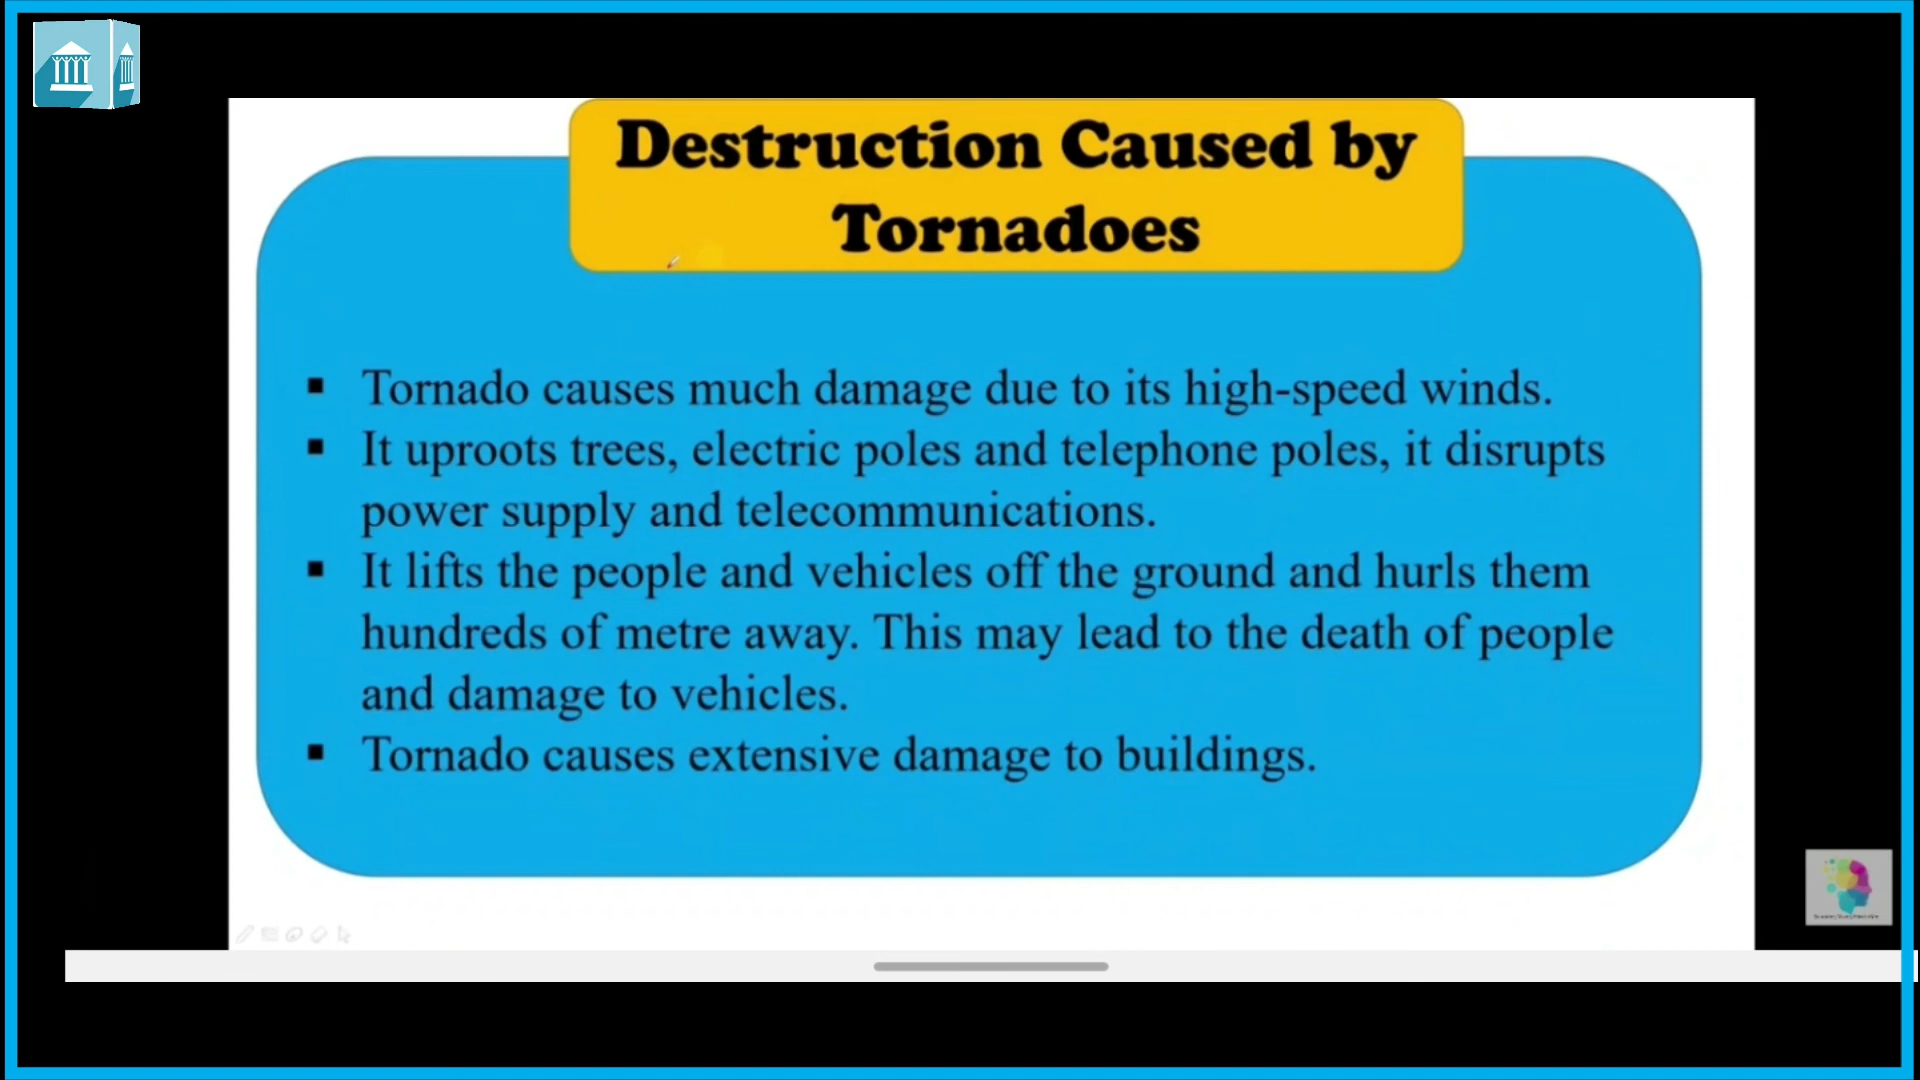 Destruction Caused by
Tornadoes
▪ Tornado causes much damage due to its high-speed winds.
▪ It uproots trees, electric poles and telephone poles, it disrupts
power supply and telecommunications.
▪ It lifts the people and vehicles off the ground and hurls them
hundreds of metre away. This may lead to the death of people
and damage to vehicles.
▪ Tornado causes extensive damage to buildings.